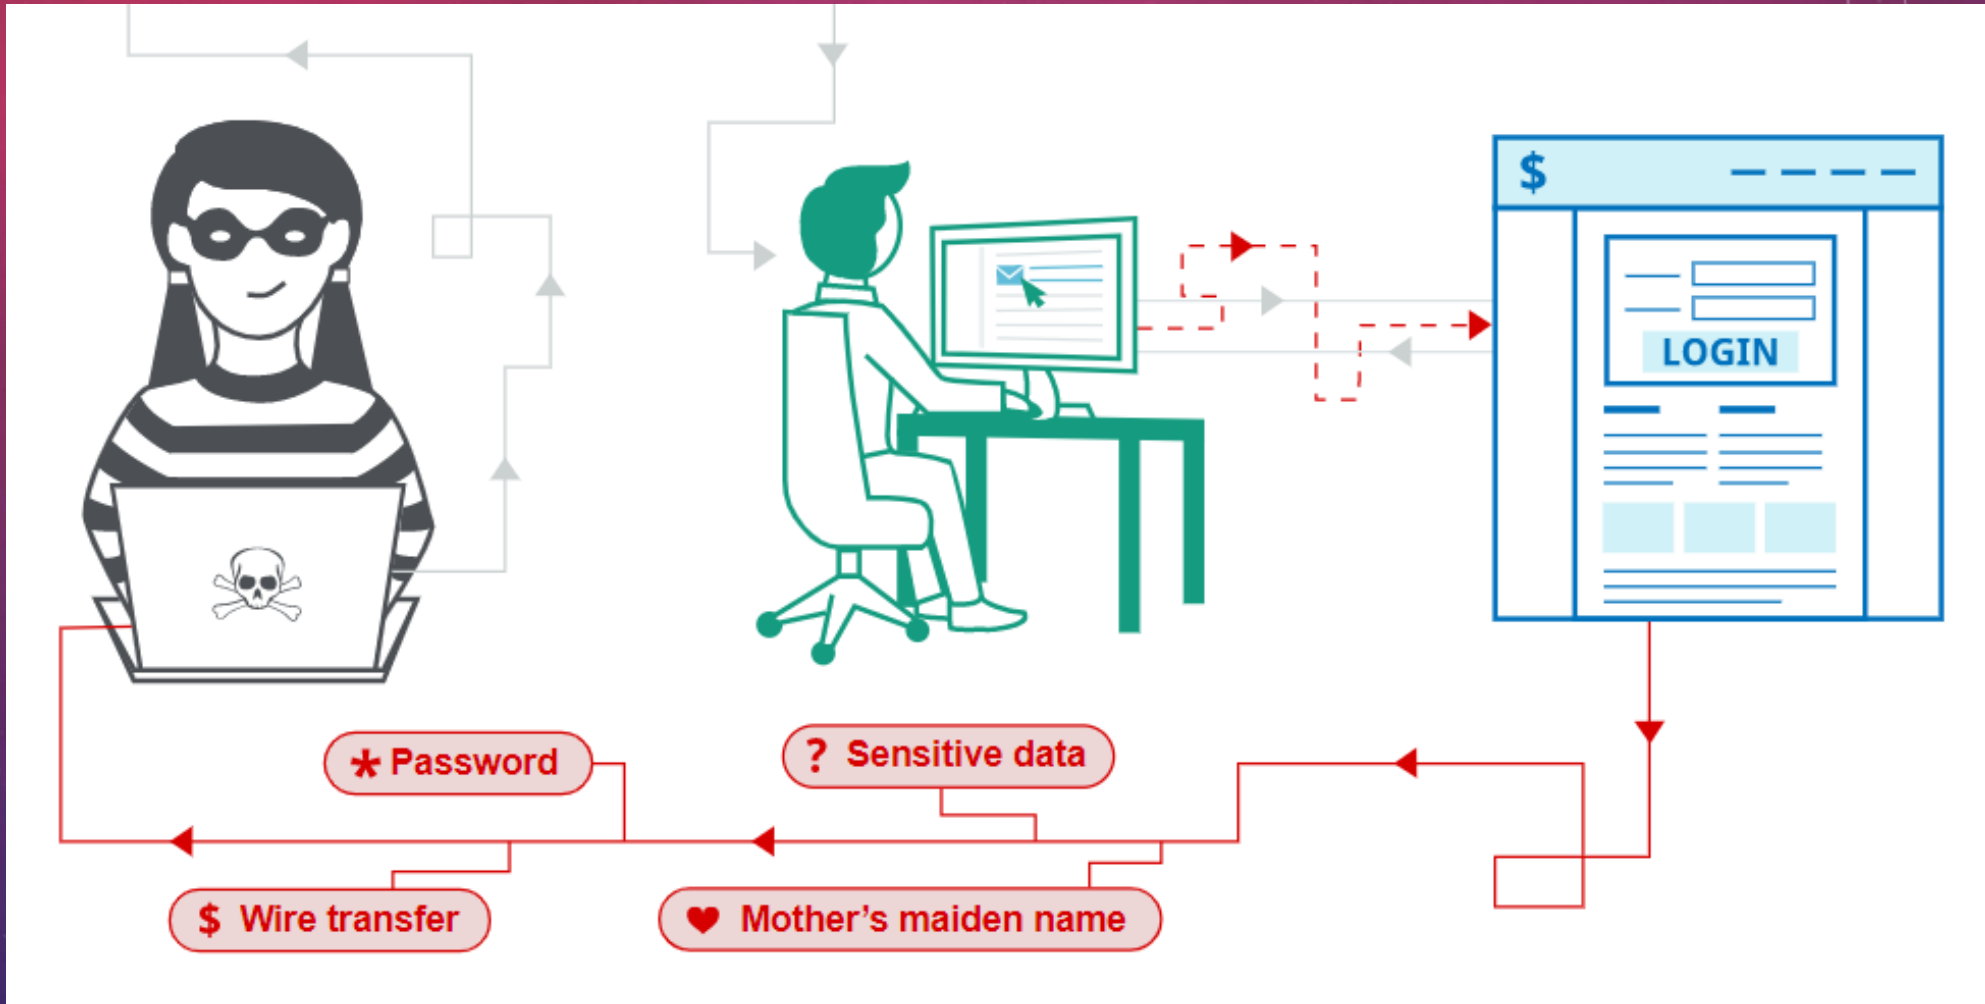 $
LOGIN
* Password
? Sensitive data
$ Wire transfer
♥ Mother’s maiden name